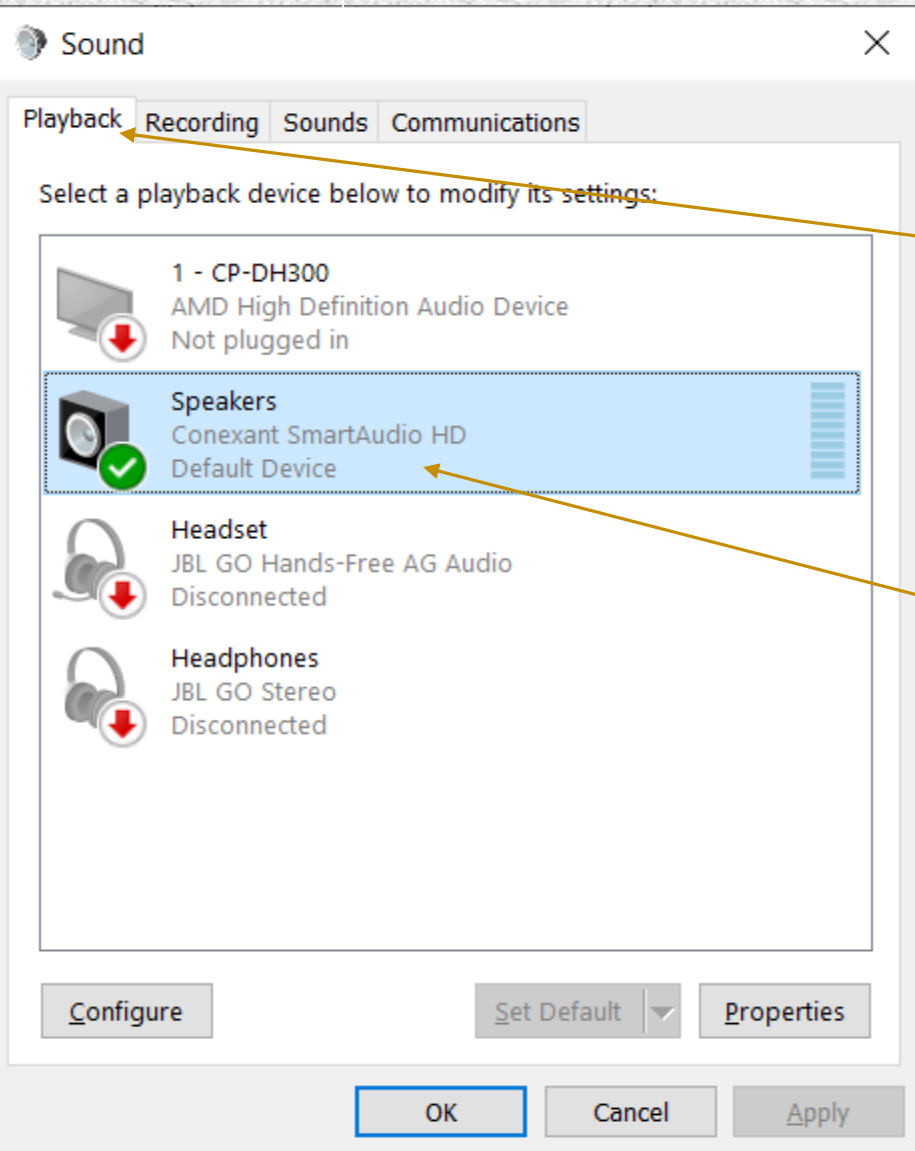 Sound
Playback Recording Sounds Communications
Select a playback device below to modify its settings:
1 - CP-DH300
AMD High Definition Audio Device
Not plugged in
Speakers
Conexant SmartAudio HD
Default Device
Headset
JBL GO Hands-Free AG Audio
Disconnected
Headphones
JBL GO Stereo
Disconnected
Configure Set Default Properties
OK Cancel Apply